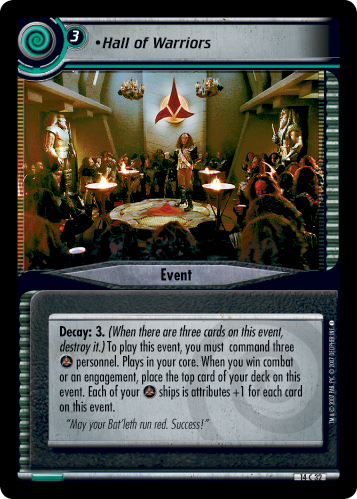 3
•Hall of Warriors
Event
Decay: 3. (When there are three cards on this event,
destroy it.) To play this event, you must command three
personnel. Plays in your core. When you win combat
or an engagement, place the top card of your deck on this
event. Each of your ships is attributes +1 for each card
on this event.
"May your Bat'leth run red. Success!"
14 C 52